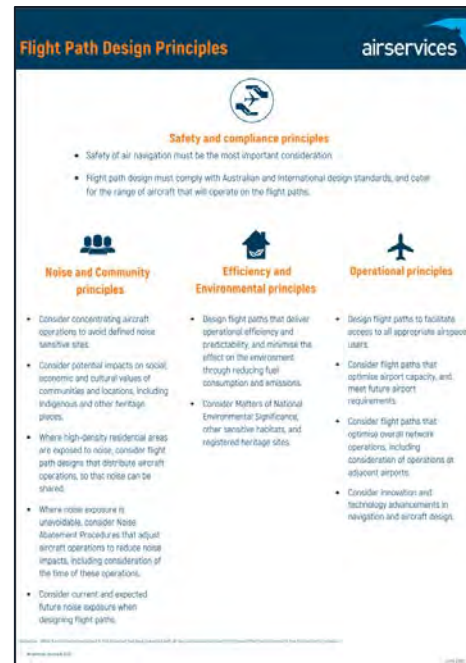 Flight Path Design Principles
airservices
Safety and compliance principles
• Safety of air navigation must be the most important consideration
• Flight path design must comply with Australian and International design standards, and cater
for the range of aircraft that will operate on the flight paths.
Noise and Community
principles
• Consider concentrating aircraft
operations to avoid defined noise
sensitive sites.
• Consider potential impacts on social,
economic and cultural values of
communities and locations, including
Indigenous and other heritage
places.
• Where high-density residential areas
are exposed to noise, consider flight
path designs that distribute aircraft
operations, so that noise can be
shared.
• Where noise exposure is
unavoidable, consider Noise
Abatement Procedures that adjust
aircraft operations to reduce noise
impacts, including consideration of
the time of these operations.
• Consider current and expected
future noise exposure when
designing flight paths.
Efficiency and
Environmental principles
• Design flight paths that deliver
operational efficiency and
predictability, and minimise the
effect on the environment
through reducing fuel
consumption and emissions.
• Consider Matters of National
Environmental Significance,
other sensitive habitats, and
registered heritage sites.
Operational principles
• Design flight paths to facilitate
access to all appropriate airspace
users.
• Consider flight paths that
optimise airport capacity, and
meet future airport
requirements.
• Consider flight paths that
optimise overall network
operations, including
consideration of operations at
adjacent airports.
• Consider innovation and
technology advancements in
navigation and aircraft design.